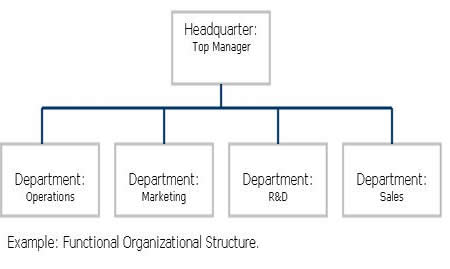 Headquarter:
Top Manager
Department:
Operations
Department:
Marketing
Department:
R&D
Department:
Sales
Example: Functional Organizational Structure.